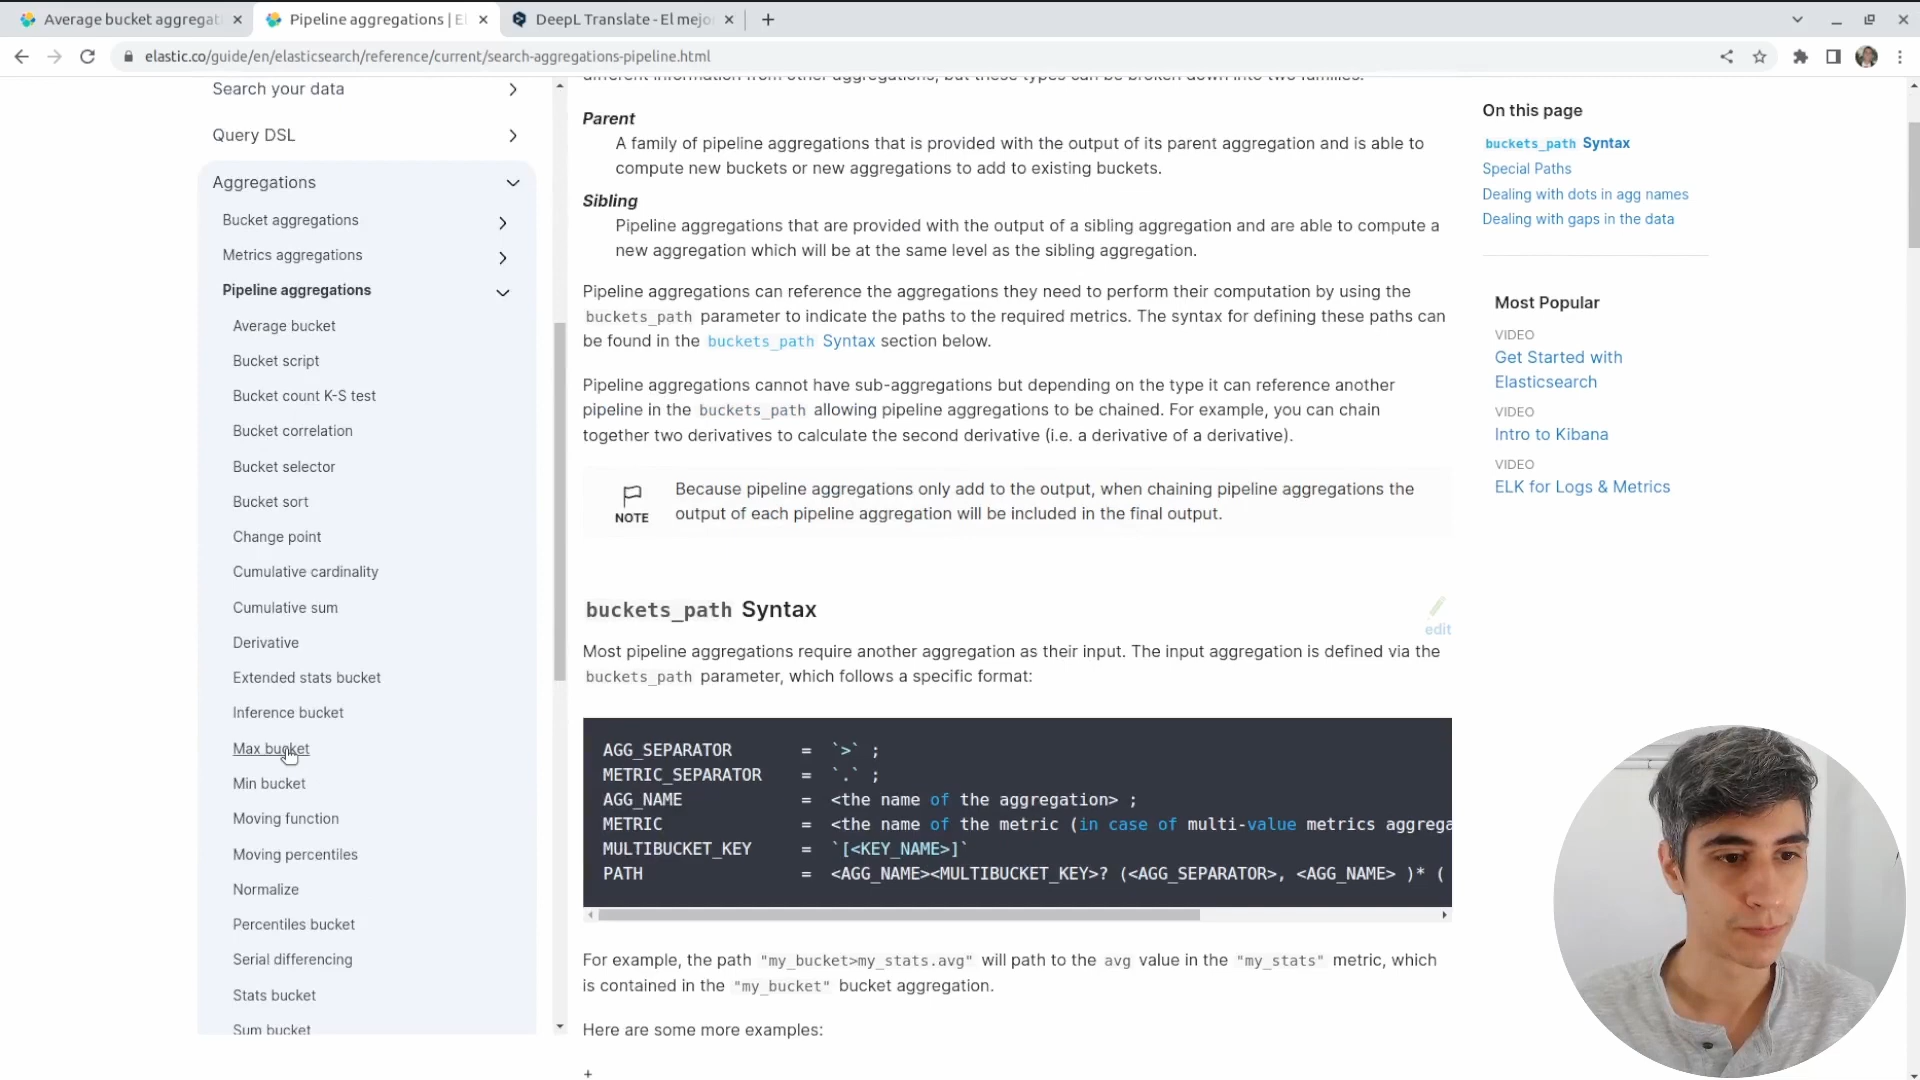 Average bucket aggregat
Pipeline aggregations | El
DeepL Translate - El mejo
elastic.co/guide/en/elasticsearch/reference/current/search-aggregations-pipeline.html
Search your data
Query DSL
Aggregations
Bucket aggregations
Metrics aggregations
Pipeline aggregations
Average bucket
Bucket script
Bucket count K-S test
Bucket correlation
Bucket selector
Bucket sort
Change point
Cumulative cardinality
Cumulative sum
Derivative
Extended stats bucket
Inference bucket
Max bucket
Min bucket
Moving function
Moving percentiles
Normalize
Percentiles bucket
Serial differencing
Stats bucket
Sum bucket
different information from other aggregations, but these types can be broken down into two families:
Parent
A family of pipeline aggregations that is provided with the output of its parent aggregation and is able to
compute new buckets or new aggregations to add to existing buckets.
Sibling
Pipeline aggregations that are provided with the output of a sibling aggregation and are able to compute a
new aggregation which will be at the same level as the sibling aggregation.
Pipeline aggregations can reference the aggregations they need to perform their computation by using the
buckets_path parameter to indicate the paths to the required metrics. The syntax for defining these paths can
be found in the buckets_path Syntax section below.
Pipeline aggregations cannot have sub-aggregations but depending on the type it can reference another
pipeline in the buckets_path allowing pipeline aggregations to be chained. For example, you can chain
together two derivatives to calculate the second derivative (i.e. a derivative of a derivative).
NOTE
Because pipeline aggregations only add to the output, when chaining pipeline aggregations the
output of each pipeline aggregation will be included in the final output.
buckets_path Syntax
edit
Most pipeline aggregations require another aggregation as their input. The input aggregation is defined via the
buckets_path parameter, which follows a specific format:
AGG_SEPARATOR = `>` ;
METRIC_SEPARATOR = `.` ;
AGG_NAME = <the name of the aggregation> ;
METRIC = <the name of the metric (in case of multi-value metrics aggrega
MULTIBUCKET_KEY = `[<KEY_NAME>]`
PATH = <AGG_NAME><MULTIBUCKET_KEY>? (<AGG_SEPARATOR>, <AGG_NAME> )* (
For example, the path "my_bucket>my_stats.avg" will path to the avg value in the "my_stats" metric, which
is contained in the "my_bucket" bucket aggregation.
Here are some more examples:
+
On this page
buckets_path Syntax
Special Paths
Dealing with dots in agg names
Dealing with gaps in the data
Most Popular
VIDEO
Get Started with
Elasticsearch
VIDEO
Intro to Kibana
VIDEO
ELK for Logs & Metrics